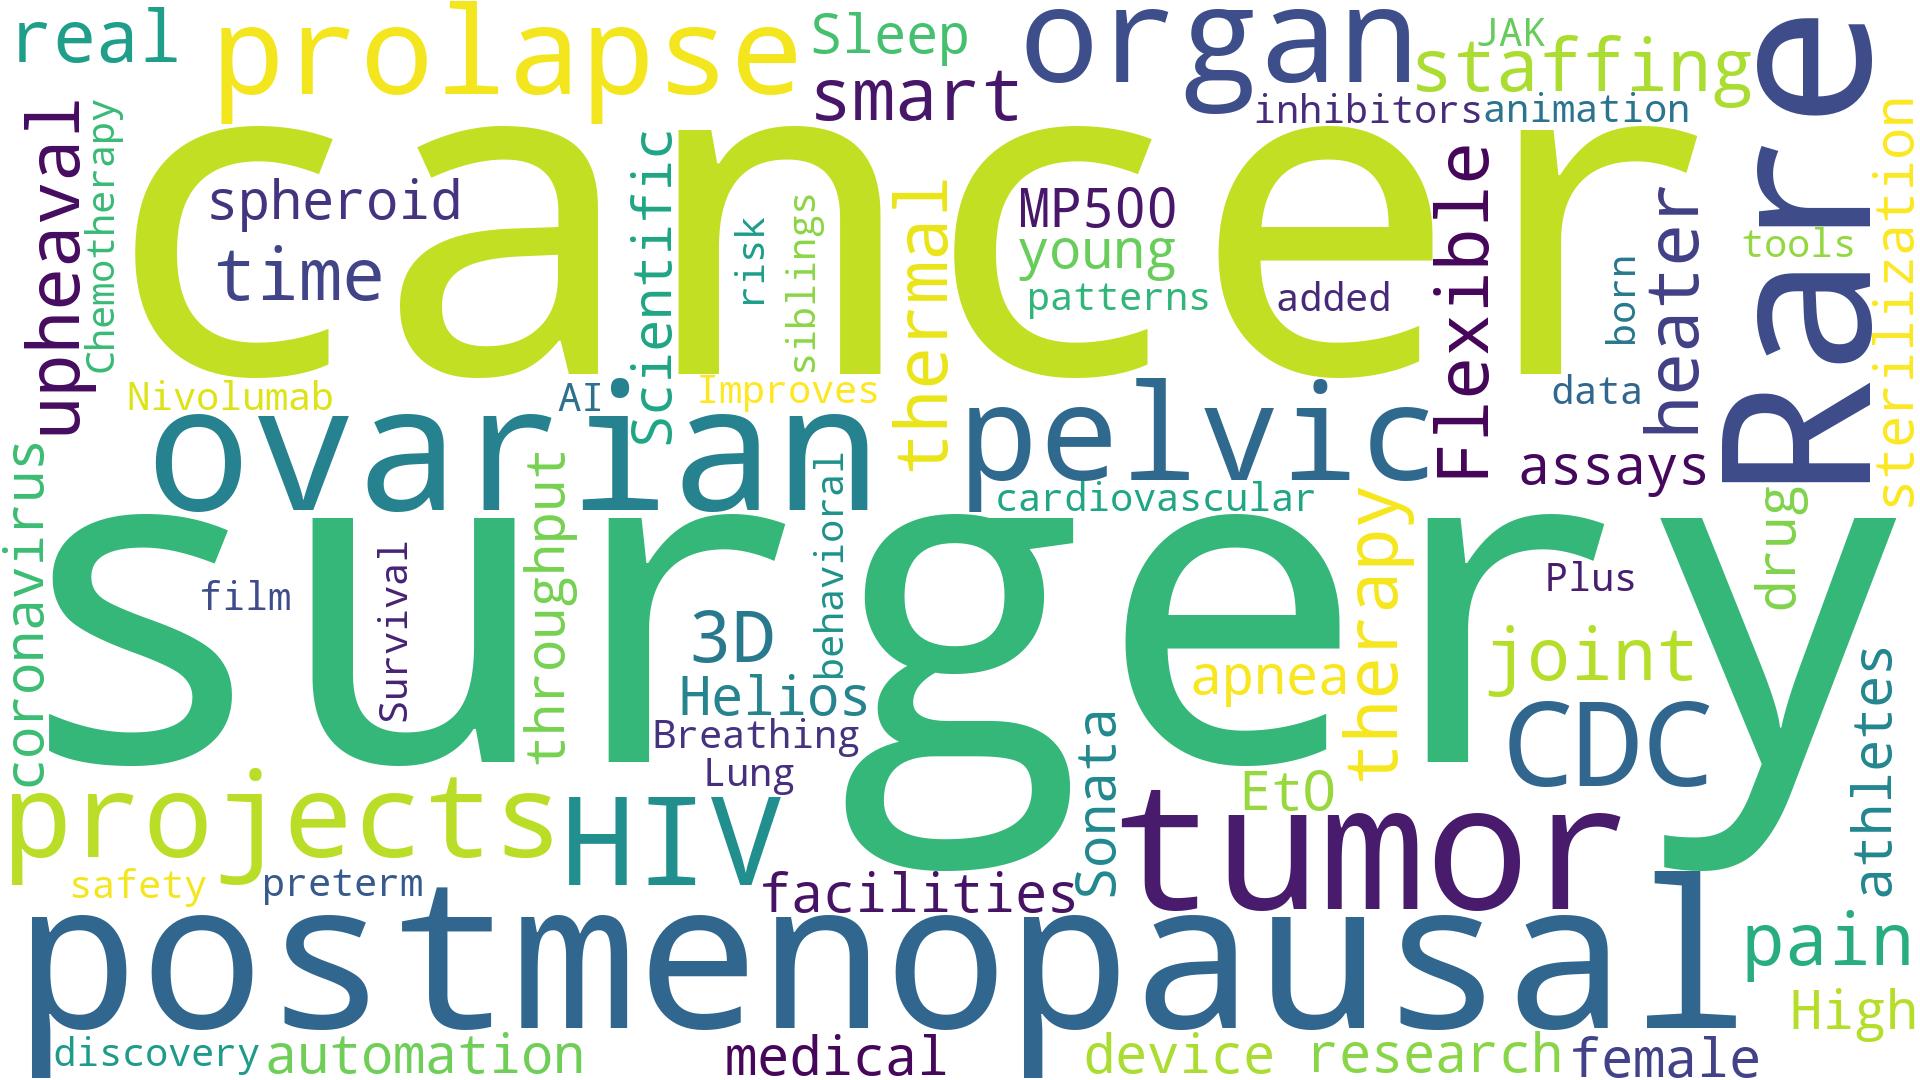 real
prolapse
Sleep
smart
organ
JAK
staffing
inhibitors
animation
Rare
upheaval
Chemotherapy
cancer
spheroid
time
Scientific
risk
siblings
thermal
MP500
young
patterns
added
Flexible
born
heater
tools
sterilization
Nivolumab
AI
Improves
data
ovarian
pelvic
assays
cardiovascular
coronavirus
surgery
film
Survival
throughput
behavioral
3D
Helios
Breathing
Lung
therapy
apnea
Plus
drug
joint
CDC
athletes
projects
HIV
Sonata
EtO
tumor
safety
preterm
facilities
postmenopausal
pain
High
discovery
automation
medical
device
research
female